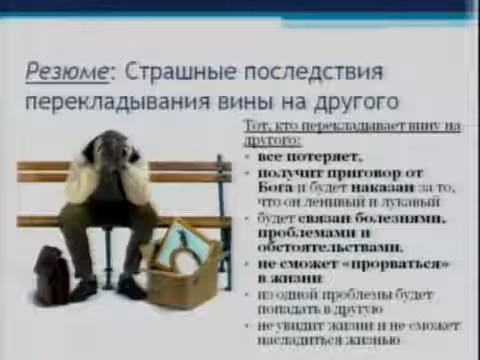 Резюме: Страшные последствия
перекладывания вины на другого
Тот, кто перекладывает вину на
другого:
• все потеряет,
• получит приговор от
Бога и будет наказан за то,
что он ленивый и лукавый
• будет связан болезнями,
проблемами и
обстоятельствами,
• не сможет «прорваться»
в жизни
• из одной проблемы будет
попадать в другую
• не увидит жизни и не сможет
насладиться жизнью